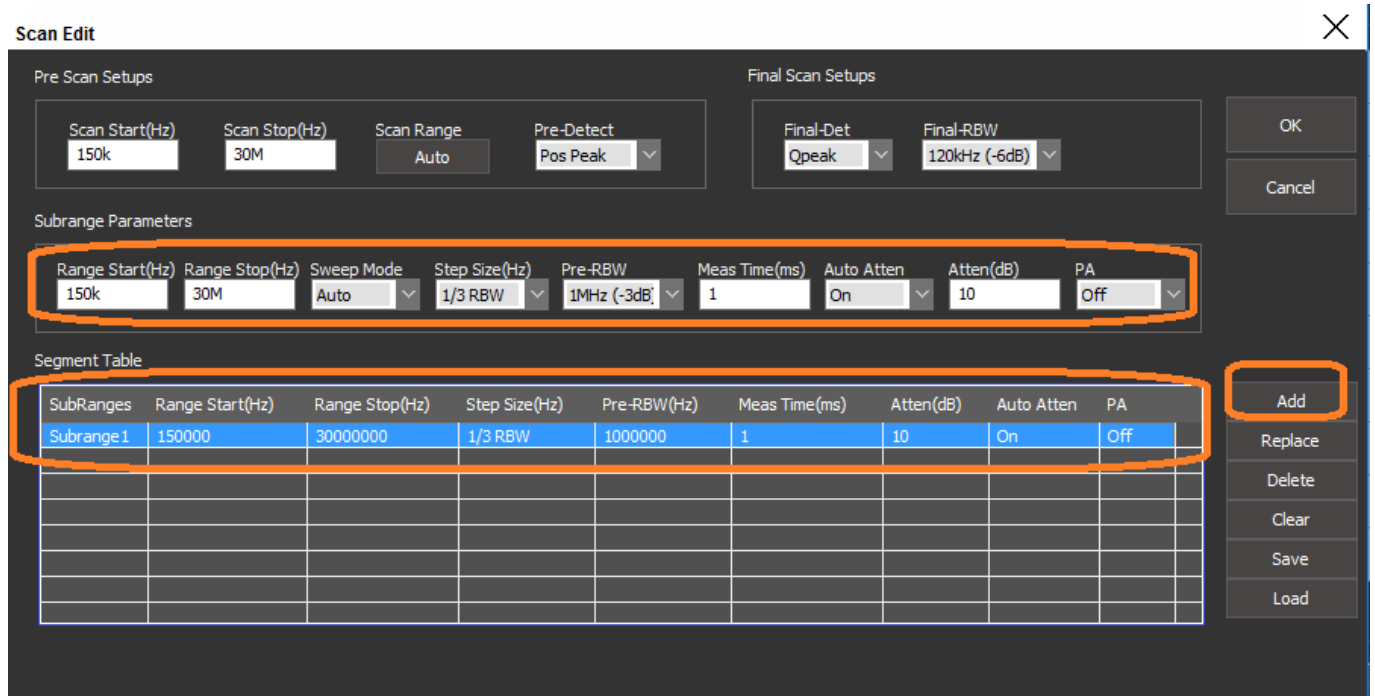 Scan Edit
Pre Scan Setups
Final Scan Setups
Scan Start(Hz) Scan Stop(Hz) Scan Range Pre-Detect Final-Det Final-RBW
150k 30M Auto Pos Peak Qpeak 120kHz (-6dB)
OK
Cancel
Subrange Parameters
Range Start(Hz) Range Stop(Hz) Sweep Mode Step Size(Hz) Pre-RBW Meas Time(ms) Auto Atten Atten(dB) PA
150k 30M Auto 1/3 RBW 1MHz (-3dB) 1 On 10 Off
Segment Table
SubRanges Range Start(Hz) Range Stop(Hz) Step Size(Hz) Pre-RBW(Hz) Meas Time(ms) Atten(dB) Auto Atten PA
Subrange1 150000 30000000 1/3 RBW 1000000 1 10 On Off
Add
Replace
Delete
Clear
Save
Load